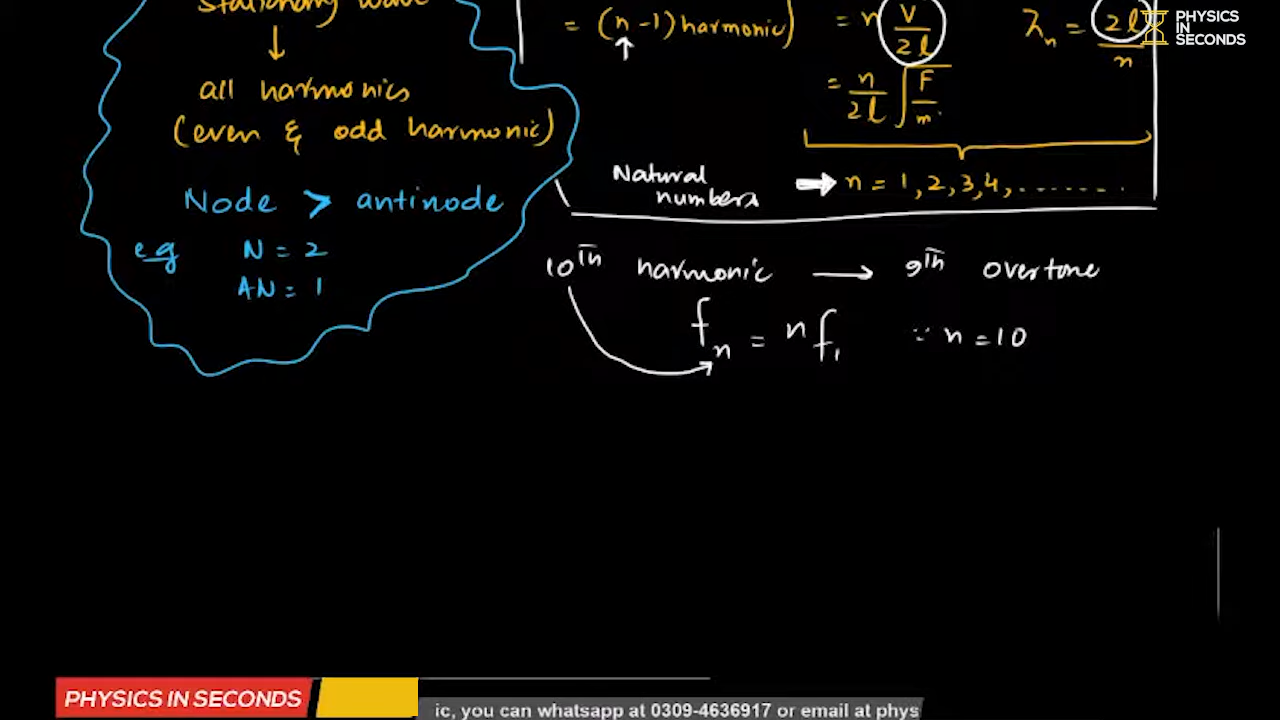 stationary wave
↓
all harmonics
(even & odd harmonic)
Node > antinode
e.g N = 2
AN = 1
= (n-1) harmonic)
= n V/2l
λn = 2l/n
= n/2l √F/m
Natural numbers → n = 1, 2, 3, 4, ........
10th harmonic → 9th overtone
fn = n f1 ∵ n = 10
PHYSICS
IN
SECONDS
PHYSICS IN SECONDS
ic, you can whatsapp at 0309-4636917 or email at phys